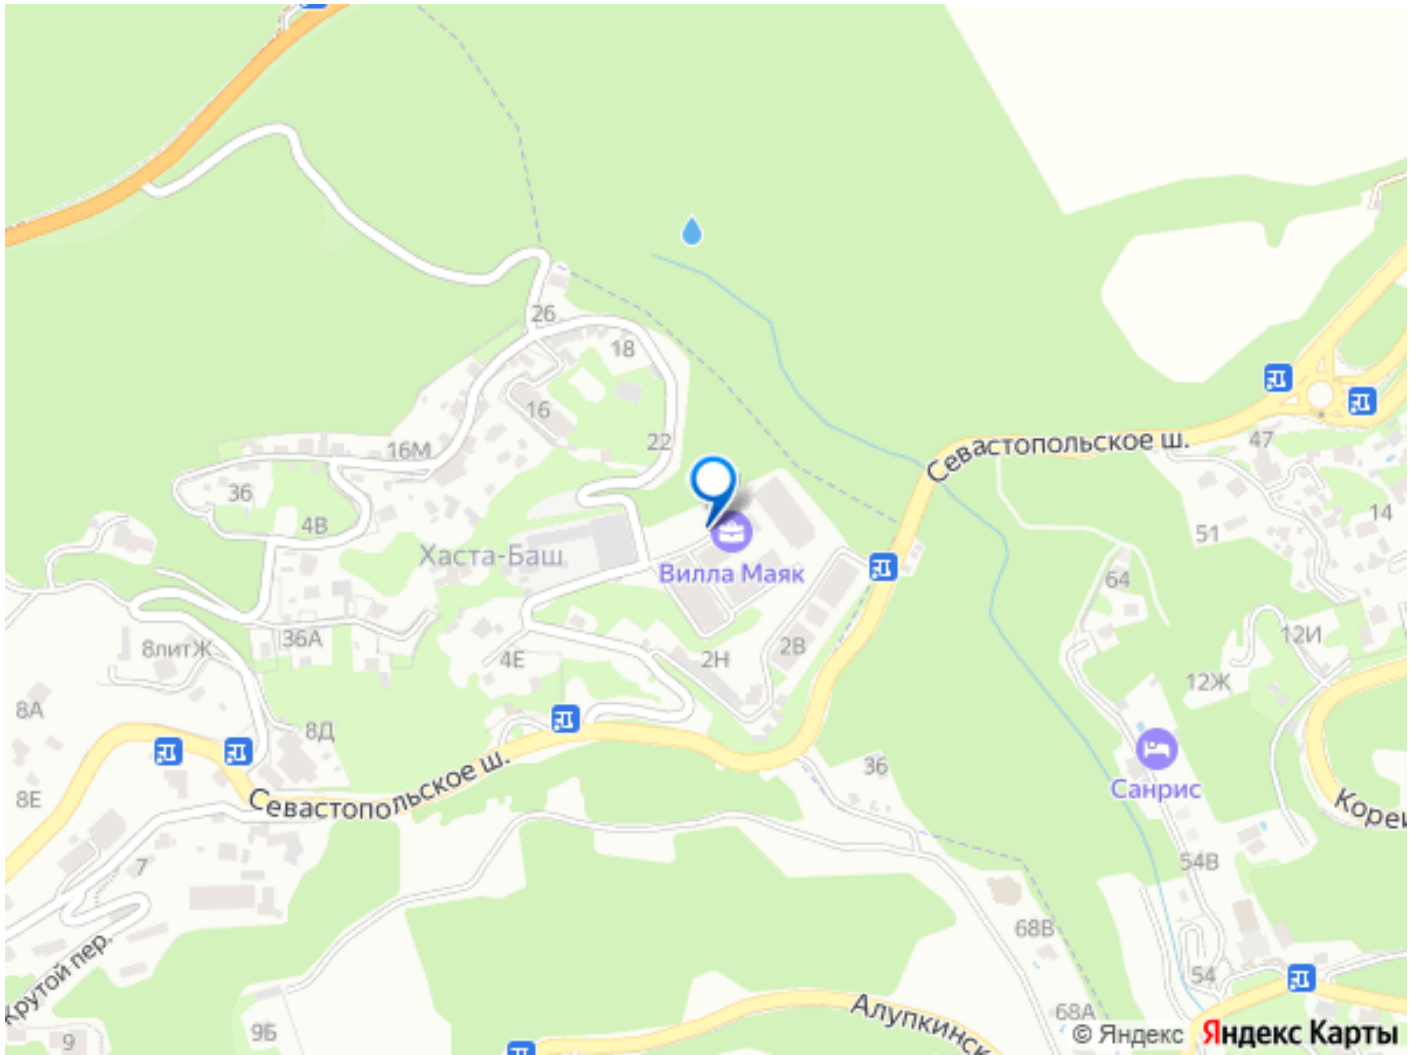 26
18
16
22
16М
36
4В
Хаста-Баш
Вилла Маяк
Севастопольское ш.
47
14
51
64
12И
12Ж
36А
8литЖ
4Е
2Н
2В
8А
8Д
8Е
36
Санрис
Севастопольское ш.
Кореи
54В
7
68В
54
Крутой пер.
9Б
9
Алупкинск
68А
© Яндекс
Яндекс Карты